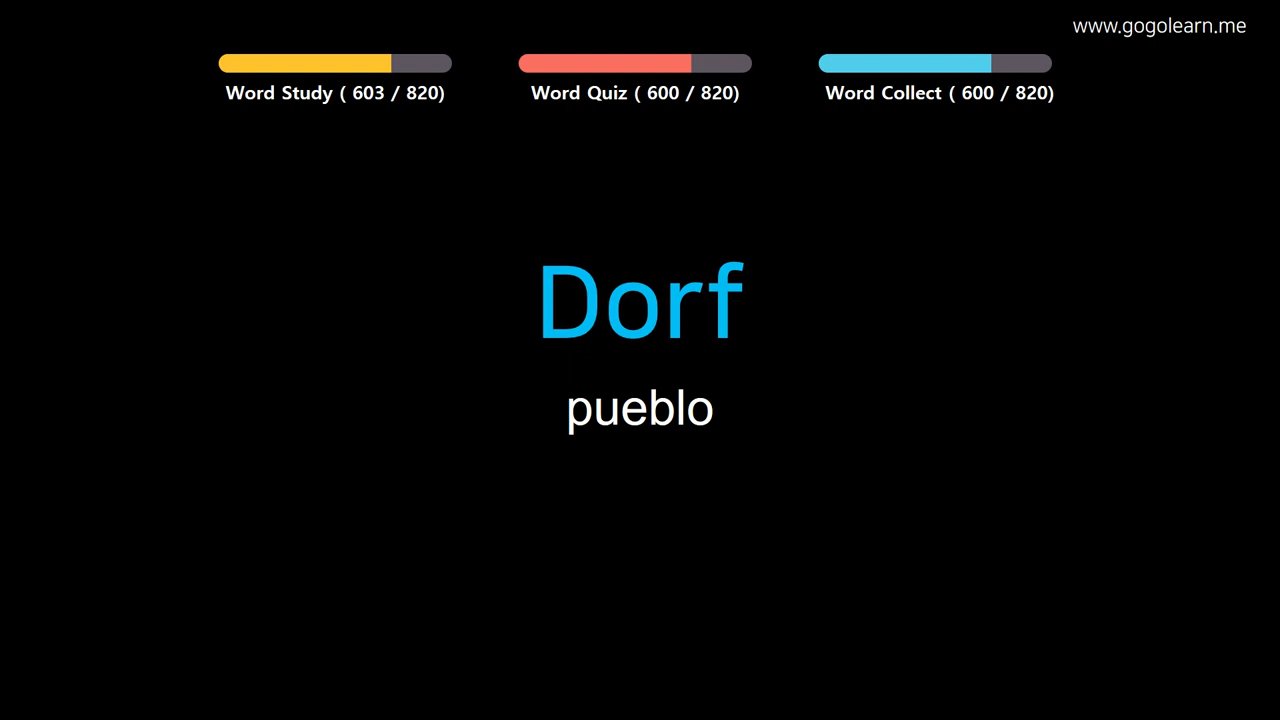 www.gogolearn.me
Word Study ( 603 / 820)
Word Quiz ( 600 / 820)
Word Collect ( 600 / 820)
Dorf
pueblo